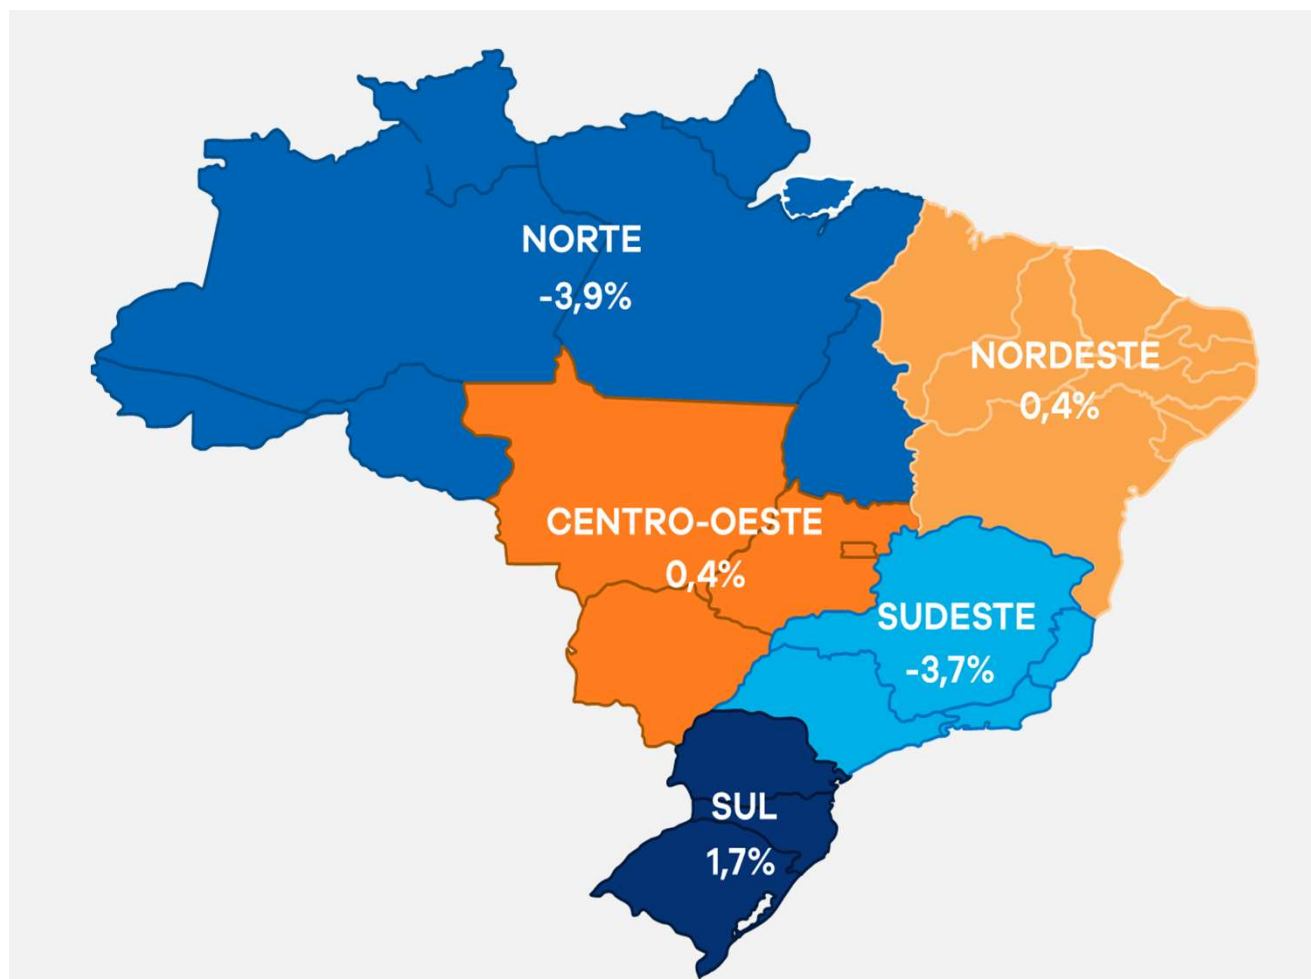 NORTE
-3,9%
NORDESTE
0,4%
CENTRO-OESTE
0,4%
SUDESTE
-3,7%
SUL
1,7%